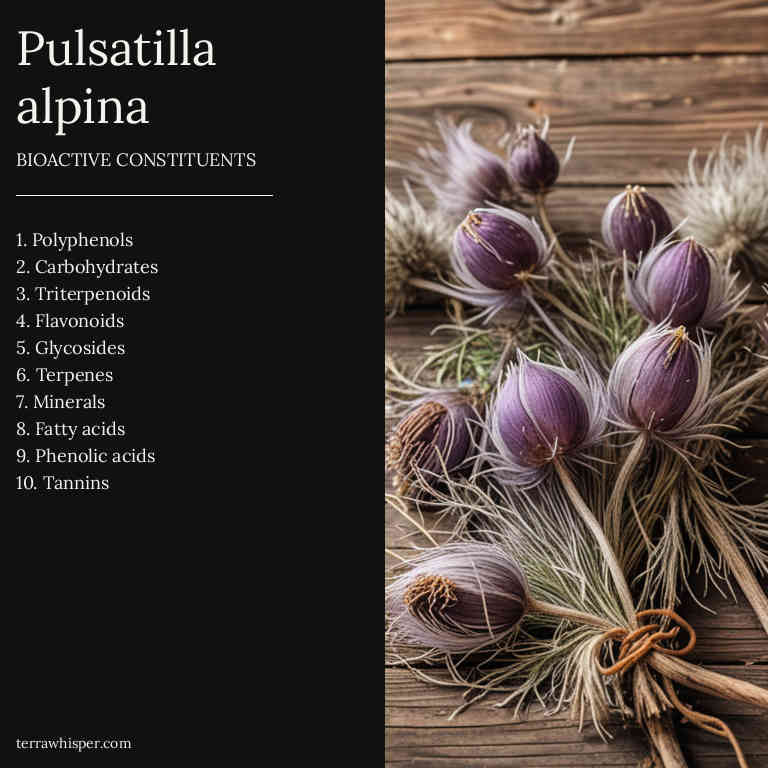 Pulsatilla
alpina
BIOACTIVE CONSTITUENTS
1. Polyphenols
2. Carbohydrates
3. Triterpenoids
4. Flavonoids
5. Glycosides
6. Terpenes
7. Minerals
8. Fatty acids
9. Phenolic acids
10. Tannins
terrawhisper.com